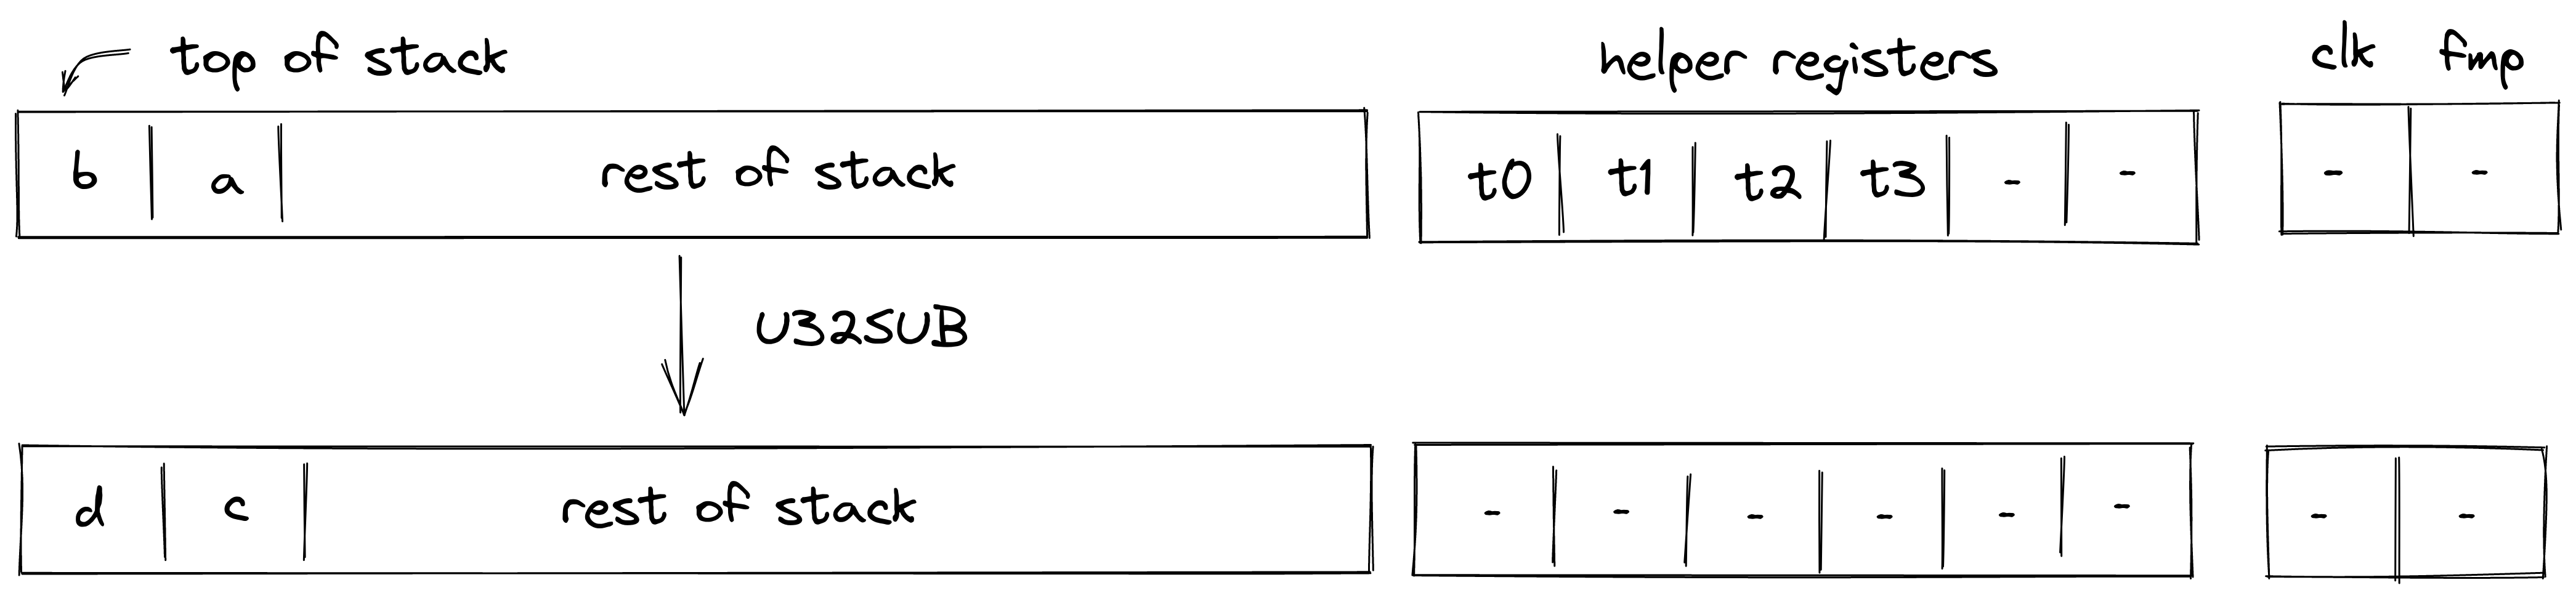 top of stack helper registers clk fmp
b a rest of stack t0 t1 t2 t3 - - - -
U32SUB
d c rest of stack - - - - - - - -